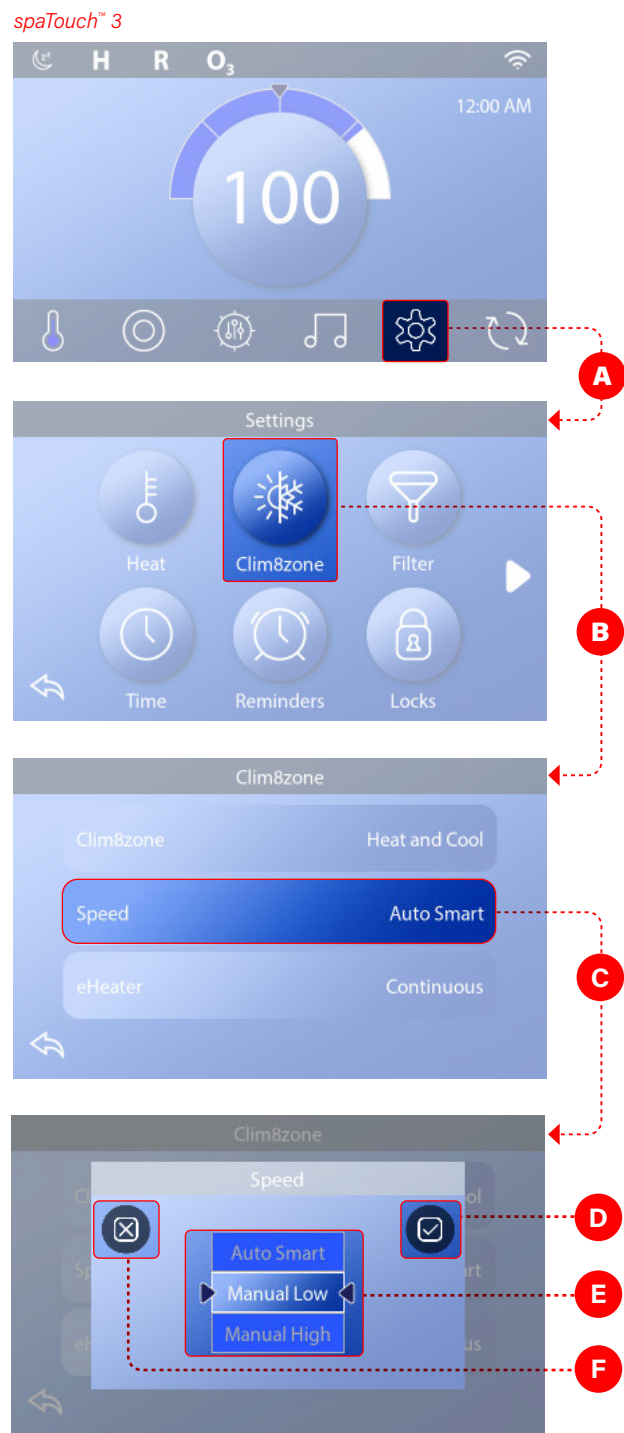 spaTouch™ 3
H R O₃
12:00 AM
100
A
Settings
Heat Clim8zone Filter
B
Time Reminders Locks
Clim8zone
Clim8zone Heat and Cool
Speed Auto Smart
C
eHeater Continuous
Clim8zone
Speed
D
Auto Smart
Manual Low
E
Manual High
F